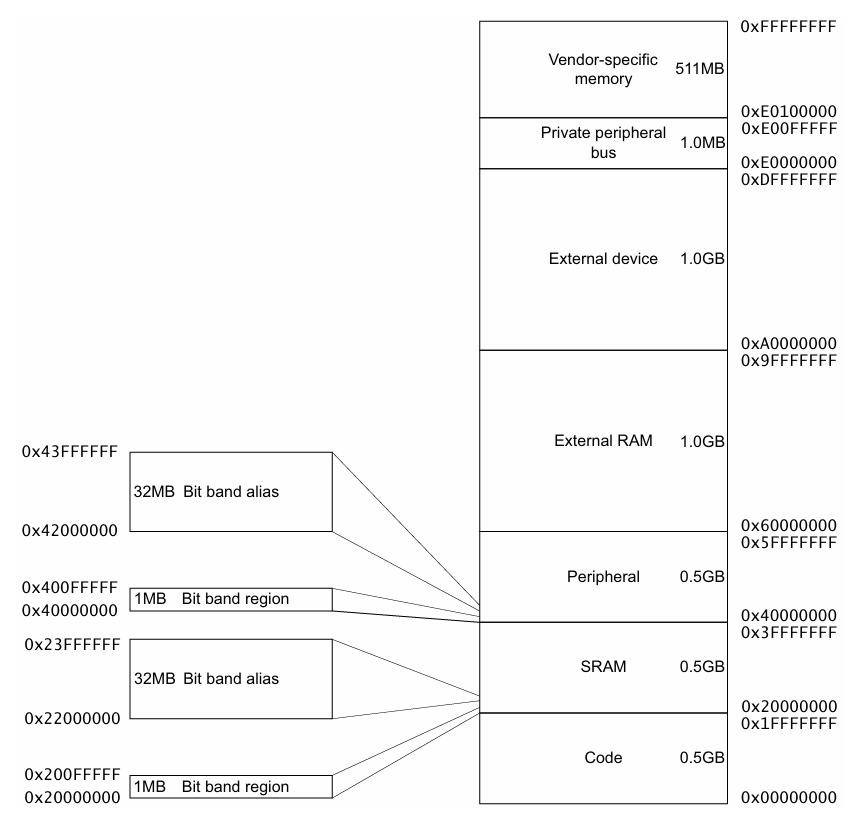 0xFFFFFFFF
Vendor-specific
memory
511MB
0xE0100000
0xE00FFFFF
Private peripheral
bus
1.0MB
0xE0000000
0xDFFFFFFF
External device 1.0GB
0xA0000000
0x9FFFFFFF
External RAM 1.0GB
0x43FFFFFF
32MB Bit band alias
0x42000000
0x60000000
0x5FFFFFFF
Peripheral 0.5GB
0x400FFFFF
1MB Bit band region
0x40000000
0x40000000
0x3FFFFFFF
0x23FFFFFF
32MB Bit band alias
0x22000000
SRAM 0.5GB
0x20000000
0x1FFFFFFF
Code 0.5GB
0x200FFFFF
1MB Bit band region
0x20000000
0x00000000